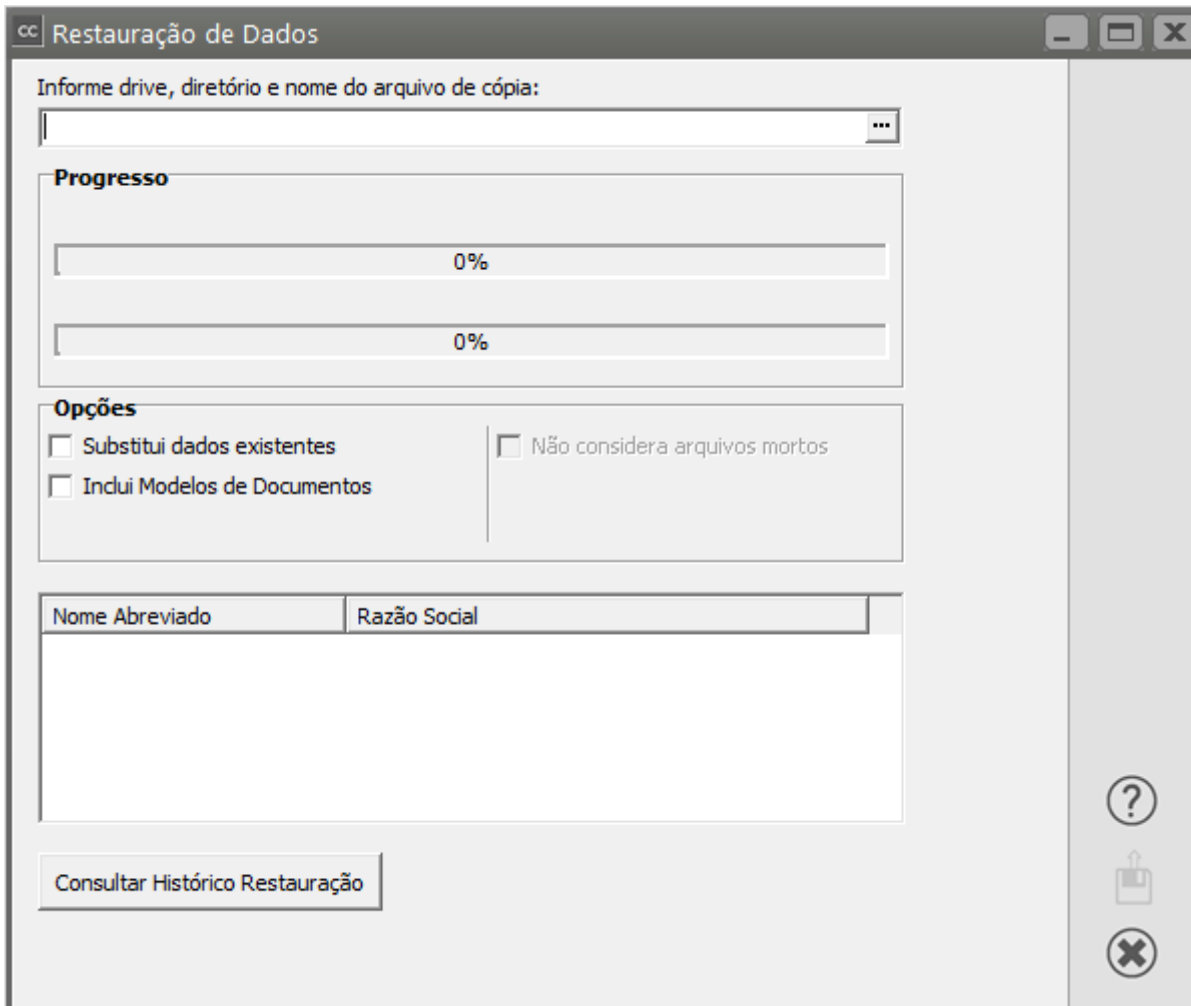 cc Restauração de Dados
Informe drive, diretório e nome do arquivo de cópia:
...
Progresso
0%
0%
Opções
Substitui dados existentes
Não considera arquivos mortos
Inclui Modelos de Documentos
Nome Abreviado
Razão Social
Consultar Histórico Restauração
?